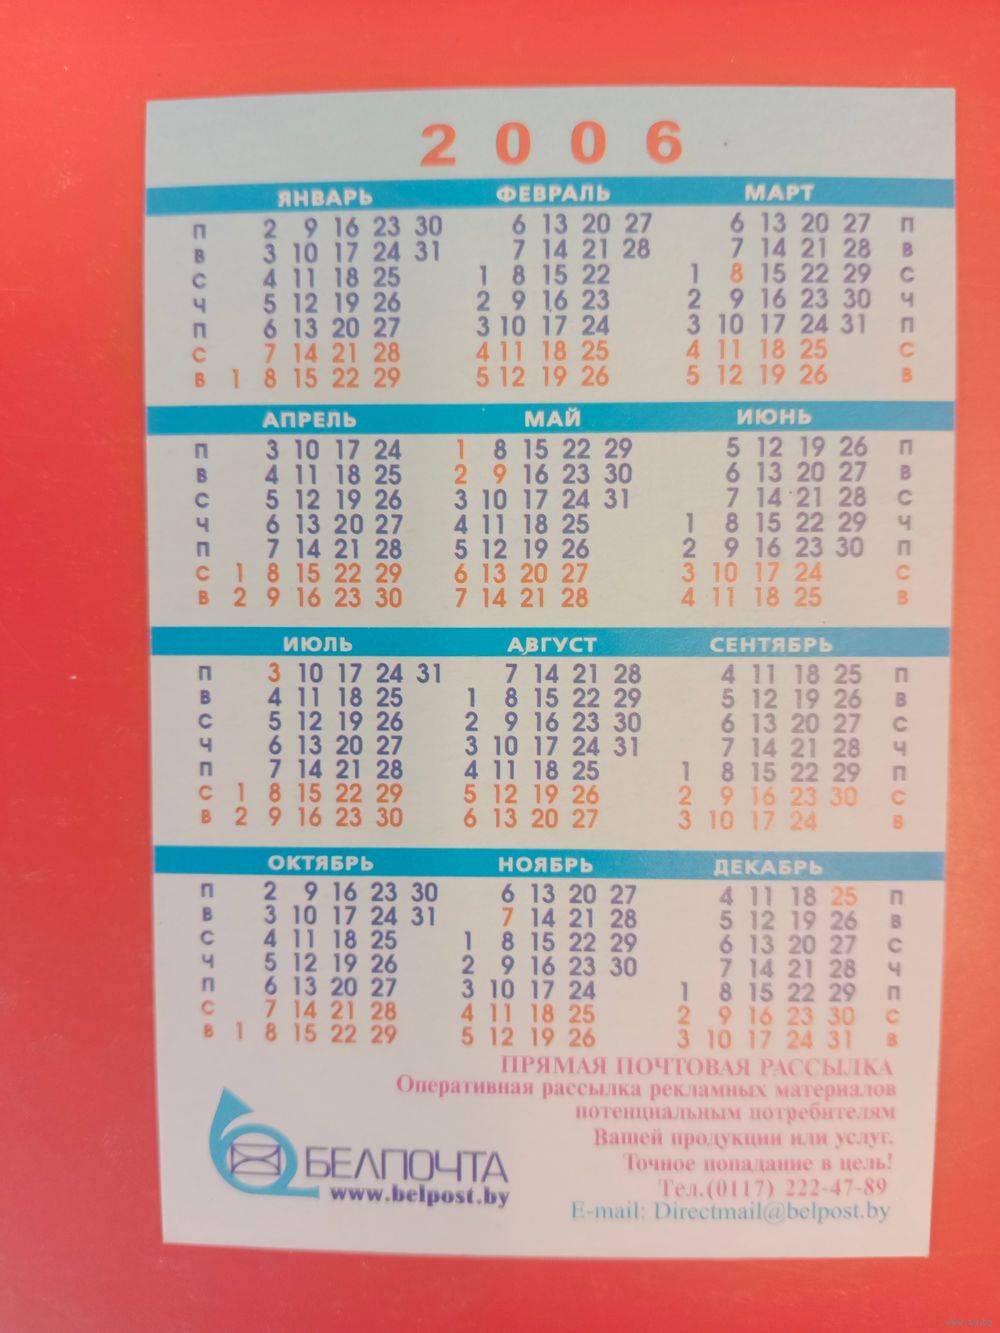 2 0 0 6
ЯНВАРЬ ФЕВРАЛЬ МАРТ
П 2 9 16 23 30 6 13 20 27 6 13 20 27 П
В 3 10 17 24 31 7 14 21 28 7 14 21 28 В
С 4 11 18 25 1 8 15 22 1 8 15 22 29 С
Ч 5 12 19 26 2 9 16 23 2 9 16 23 30 Ч
П 6 13 20 27 3 10 17 24 3 10 17 24 31 П
С 7 14 21 28 4 11 18 25 4 11 18 25 С
В 1 8 15 22 29 5 12 19 26 5 12 19 26 В
АПРЕЛЬ МАЙ ИЮНЬ
П 3 10 17 24 1 8 15 22 29 5 12 19 26 П
В 4 11 18 25 2 9 16 23 30 6 13 20 27 В
С 5 12 19 26 3 10 17 24 31 7 14 21 28 С
Ч 6 13 20 27 4 11 18 25 1 8 15 22 29 Ч
П 7 14 21 28 5 12 19 26 2 9 16 23 30 П
С 1 8 15 22 29 6 13 20 27 3 10 17 24 С
В 2 9 16 23 30 7 14 21 28 4 11 18 25 В
ИЮЛЬ АВГУСТ СЕНТЯБРЬ
П 3 10 17 24 31 7 14 21 28 4 11 18 25 П
В 4 11 18 25 1 8 15 22 29 5 12 19 26 В
С 5 12 19 26 2 9 16 23 30 6 13 20 27 С
Ч 6 13 20 27 3 10 17 24 31 7 14 21 28 Ч
П 7 14 21 28 4 11 18 25 1 8 15 22 29 П
С 1 8 15 22 29 5 12 19 26 2 9 16 23 30 С
В 2 9 16 23 30 6 13 20 27 3 10 17 24 В
ОКТЯБРЬ НОЯБРЬ ДЕКАБРЬ
П 2 9 16 23 30 6 13 20 27 4 11 18 25 П
В 3 10 17 24 31 7 14 21 28 5 12 19 26 В
С 4 11 18 25 1 8 15 22 29 6 13 20 27 С
Ч 5 12 19 26 2 9 16 23 30 7 14 21 28 Ч
П 6 13 20 27 3 10 17 24 1 8 15 22 29 П
С 7 14 21 28 4 11 18 25 2 9 16 23 30 С
В 1 8 15 22 29 5 12 19 26 3 10 17 24 31 В
ПРЯМАЯ ПОЧТОВАЯ РАССЫЛКА
Оперативная рассылка рекламных материалов
потенциальным потребителям
Вашей продукции или услуг.
Точное попадание в цель!
Тел.(0117) 222-47-89
E-mail: Directmail@belpost.by
БЕЛПОЧТА
www.belpost.by